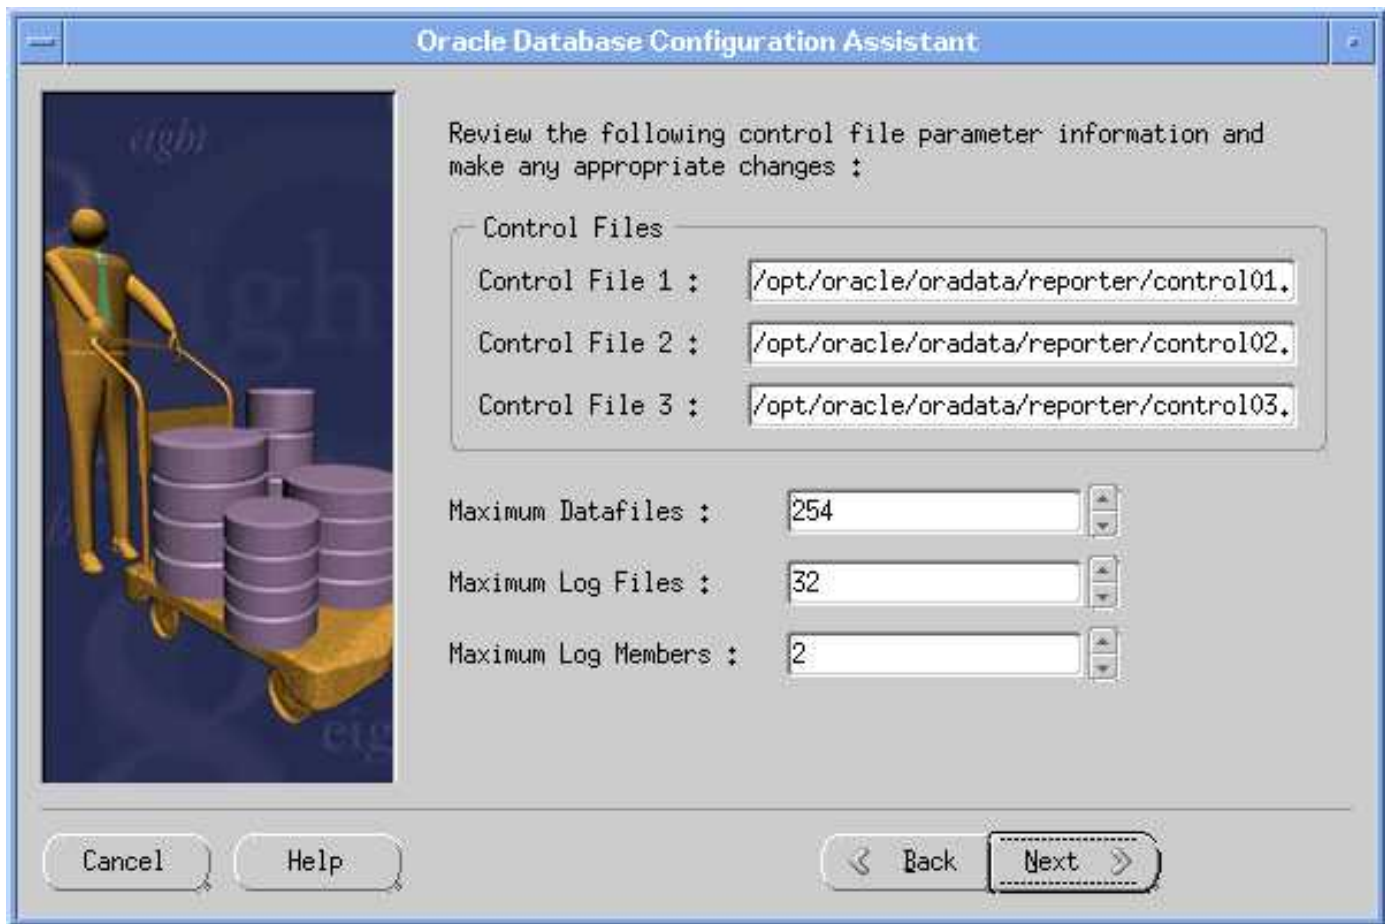 Oracle Database Configuration Assistant
eight
Review the following control file parameter information and
make any appropriate changes :
Control Files
Control File 1 : /opt/oracle/oradata/reporter/control01.
Control File 2 : /opt/oracle/oradata/reporter/control02.
Control File 3 : /opt/oracle/oradata/reporter/control03.
Maximum Datafiles : 254
Maximum Log Files : 32
Maximum Log Members : 2
eig
Cancel Help Back Next